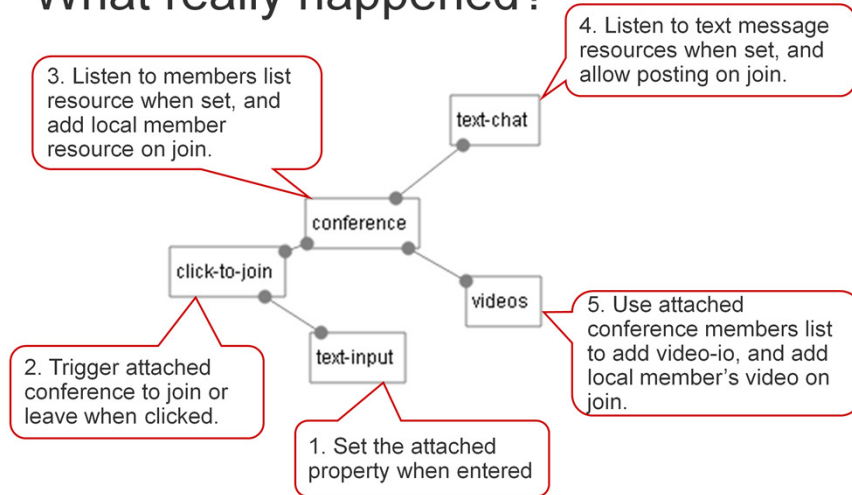 What really happened?
4. Listen to text message
resources when set, and
allow posting on join.
3. Listen to members list
resource when set, and
add local member
resource on join.
text-chat
conference
click-to-join
videos
text-input
5. Use attached
conference members list
to add video-io, and add
local member's video on
join.
2. Trigger attached
conference to join or
leave when clicked.
1. Set the attached
property when entered